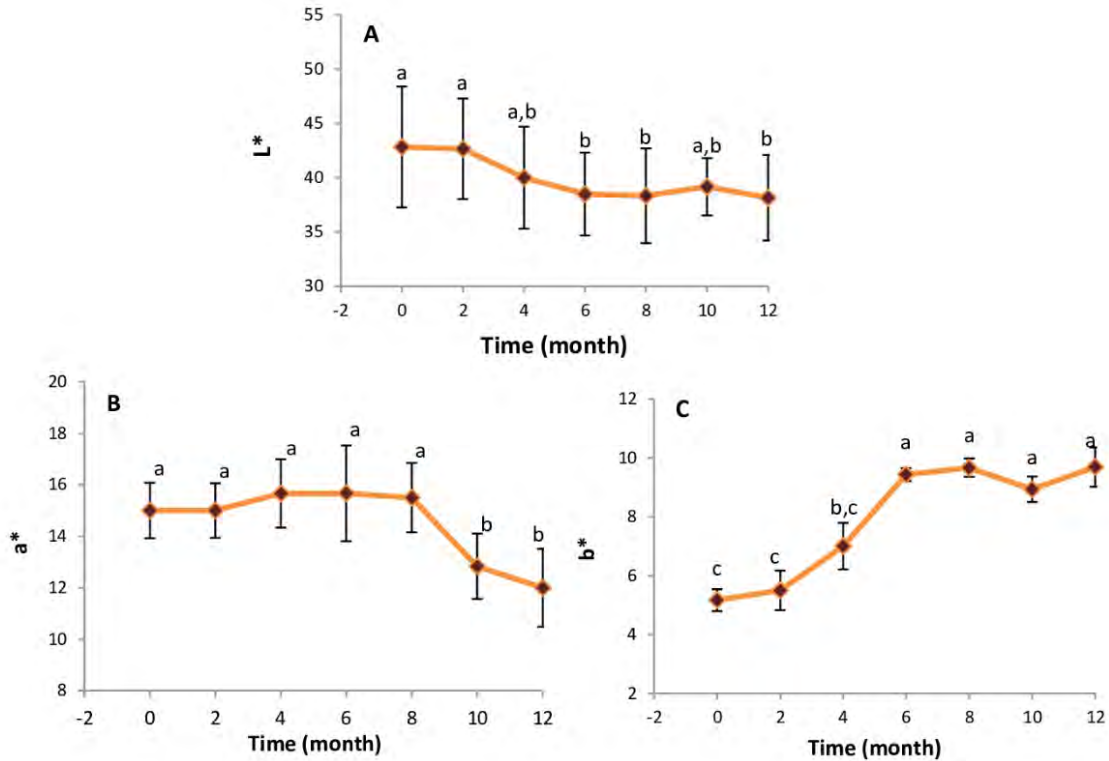 A
55
50
45
40
35
30
L*
a a a,b b b a,b b
-2 0 2 4 6 8 10 12
Time (month)
B
20
18
16
14
12
10
8
a*
a a a a a b b
-2 0 2 4 6 8 10 12
Time (month)
C
12
10
8
6
4
2
b*
c c b,c a a a a
-2 0 2 4 6 8 10 12
Time (month)